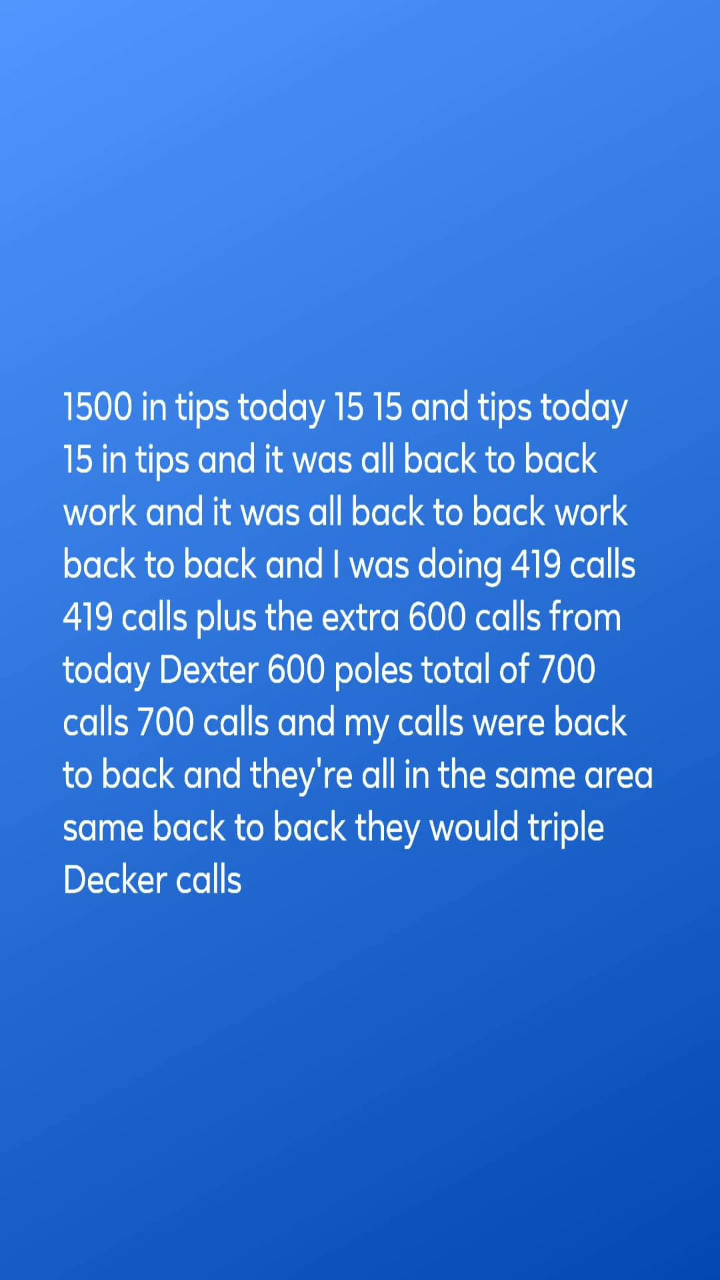 1500 in tips today 15 15 and tips today
15 in tips and it was all back to back
work and it was all back to back work
back to back and I was doing 419 calls
419 calls plus the extra 600 calls from
today Dexter 600 poles total of 700
calls 700 calls and my calls were back
to back and they're all in the same area
same back to back they would triple
Decker calls